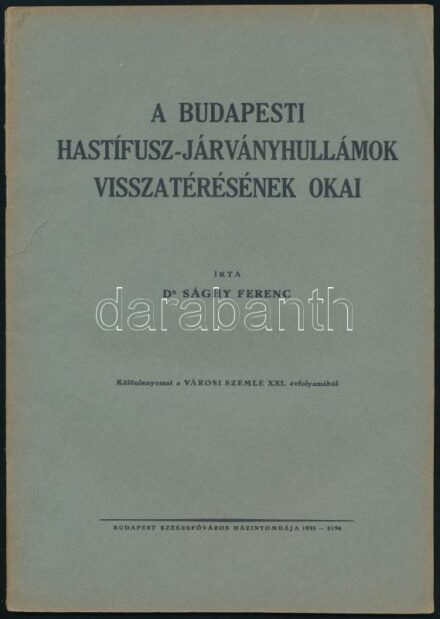 A BUDAPESTI
HASTÍFUSZ-JÁRVÁNYHULLÁMOK
VISSZATÉRÉSÉNEK OKAI
ÍRTA
Dr SÁGHY FERENC
darabanth
Különlenyomat a VÁROSI SZEMLE XXI. évfolyamából
BUDAPEST SZÉKESFŐVÁROS HÁZINYOMDÁJA 1935 — 8194